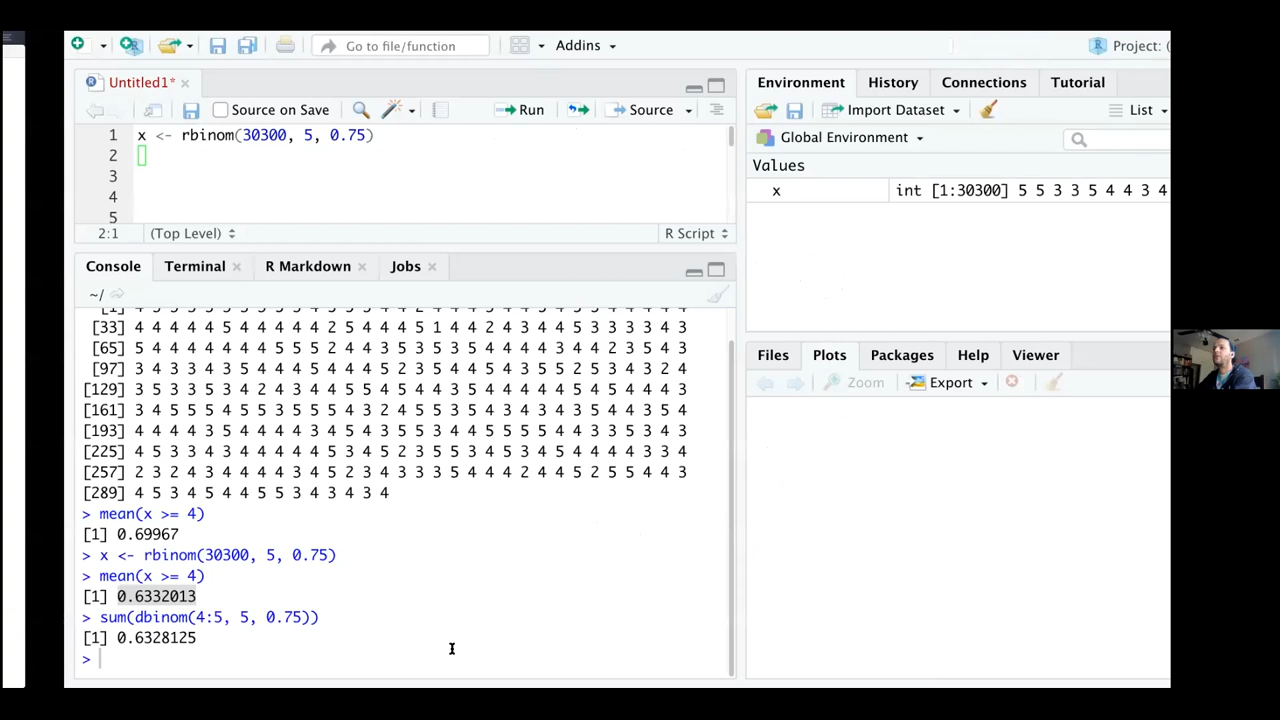 Go to file/function
Addins
Project: (
Untitled1*
Source on Save
Run
Source
1 x <- rbinom(30300, 5, 0.75)
2
3
4
5
2:1 (Top Level) R Script
Console Terminal R Markdown Jobs
~/
[33] 4 4 4 4 4 5 4 4 4 4 4 2 5 4 4 4 5 1 4 4 2 4 3 4 4 5 3 3 3 3 4 3
[65] 5 4 4 4 4 4 4 4 5 5 5 2 4 4 3 5 3 5 3 5 4 4 4 4 3 4 4 2 3 5 4 3
[97] 3 4 3 3 4 3 5 4 4 4 5 4 4 4 5 2 3 5 4 4 5 5 3 5 5 2 5 3 4 3 2 4
[129] 3 5 3 3 5 5 4 2 4 3 4 3 4 5 5 4 5 4 4 3 5 4 4 4 4 4 5 4 5 4 4 4 3
[161] 3 4 5 5 5 4 5 5 3 5 5 5 4 3 2 4 5 5 3 5 4 3 4 3 4 3 5 4 4 3 5 4
[193] 4 4 4 4 3 5 4 4 4 4 3 4 5 4 3 5 5 3 4 4 5 5 5 5 4 4 3 3 5 3 4 3
[225] 4 5 3 3 4 3 4 4 4 4 5 3 4 5 2 3 5 5 3 4 5 3 4 5 4 4 4 4 3 3 4
[257] 2 3 2 4 3 4 4 4 4 3 4 5 2 3 4 3 3 3 5 4 4 4 2 4 4 5 2 5 5 4 4 3
[289] 4 5 3 4 5 4 4 5 5 3 4 3 4 3 4
> mean(x >= 4)
[1] 0.69967
> x <- rbinom(30300, 5, 0.75)
> mean(x >= 4)
[1] 0.6332013
> sum(dbinom(4:5, 5, 0.75))
[1] 0.6328125
>
Environment History Connections Tutorial
Import Dataset
List
Global Environment
Values
x int [1:30300] 5 5 3 3 5 4 4 3 4
Files Plots Packages Help Viewer
Zoom
Export